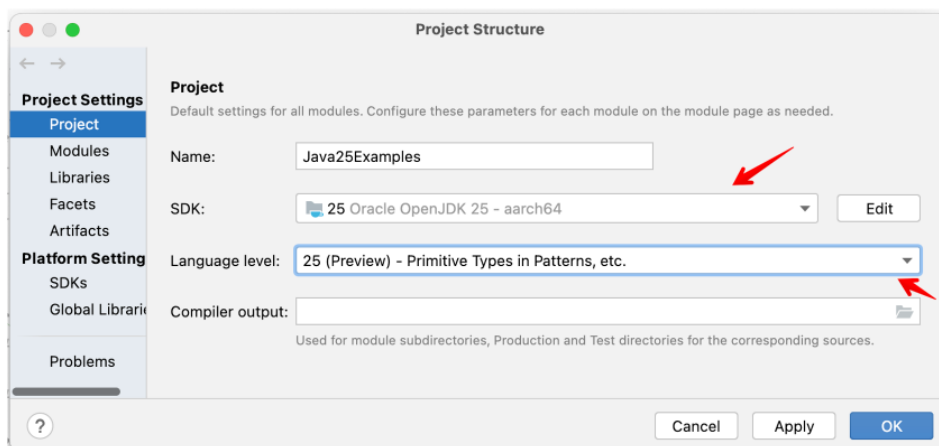 Project Structure
Project Settings
Project
Modules
Libraries
Facets
Artifacts
Platform Setting
SDKs
Global Librari
Problems
Project
Default settings for all modules. Configure these parameters for each module on the module page as needed.
Name: Java25Examples
SDK: 25 Oracle OpenJDK 25 - aarch64 Edit
Language level: 25 (Preview) - Primitive Types in Patterns, etc.
Compiler output:
Used for module subdirectories, Production and Test directories for the corresponding sources.
? Cancel Apply OK